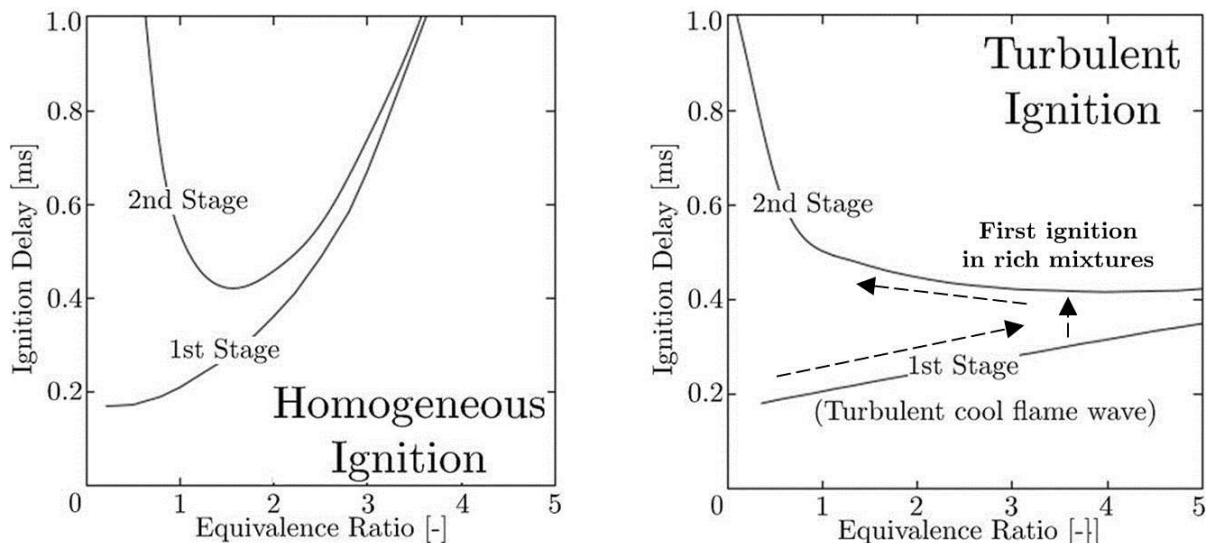 1.0
0.8
0.6
0.4
0.2
0
1
2
3
4
5
Ignition Delay [ms]
Equivalence Ratio [-]
2nd Stage
1st Stage
Homogeneous
Ignition
1.0
0.8
0.6
0.4
0.2
0
1
2
3
4
5
Ignition Delay [ms]
Equivalence Ratio [-}]
Turbulent
Ignition
2nd Stage
First ignition
in rich mixtures
1st Stage
(Turbulent cool flame wave)